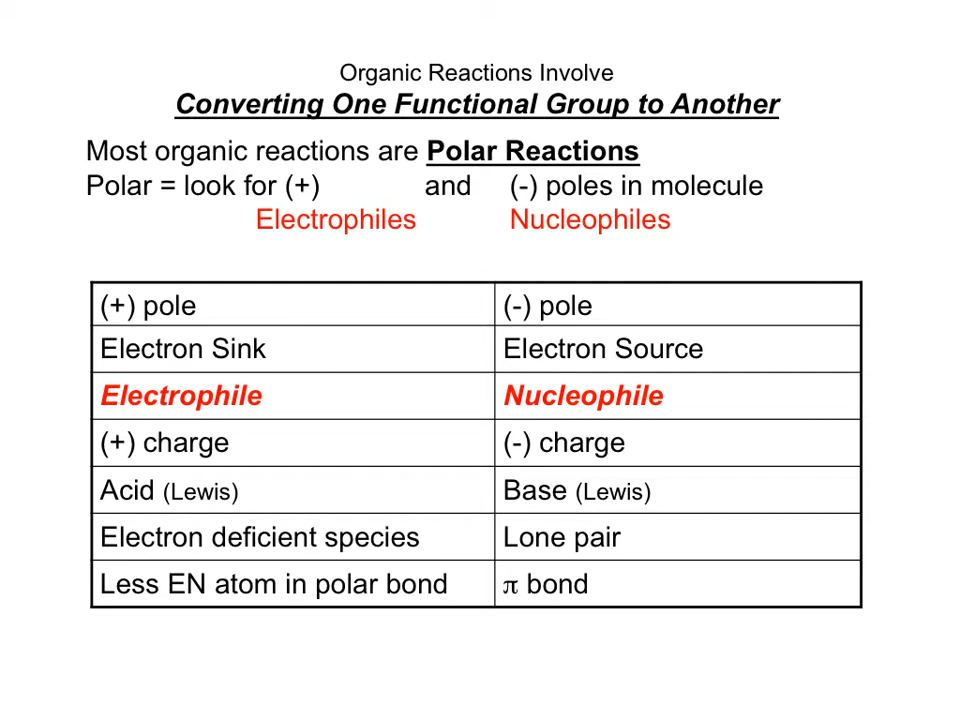 Organic Reactions Involve
Converting One Functional Group to Another
Most organic reactions are Polar Reactions
Polar = look for (+) and (-) poles in molecule
Electrophiles Nucleophiles
(+) pole (-) pole
Electron Sink Electron Source
Electrophile Nucleophile
(+) charge (-) charge
Acid (Lewis) Base (Lewis)
Electron deficient species Lone pair
Less EN atom in polar bond π bond